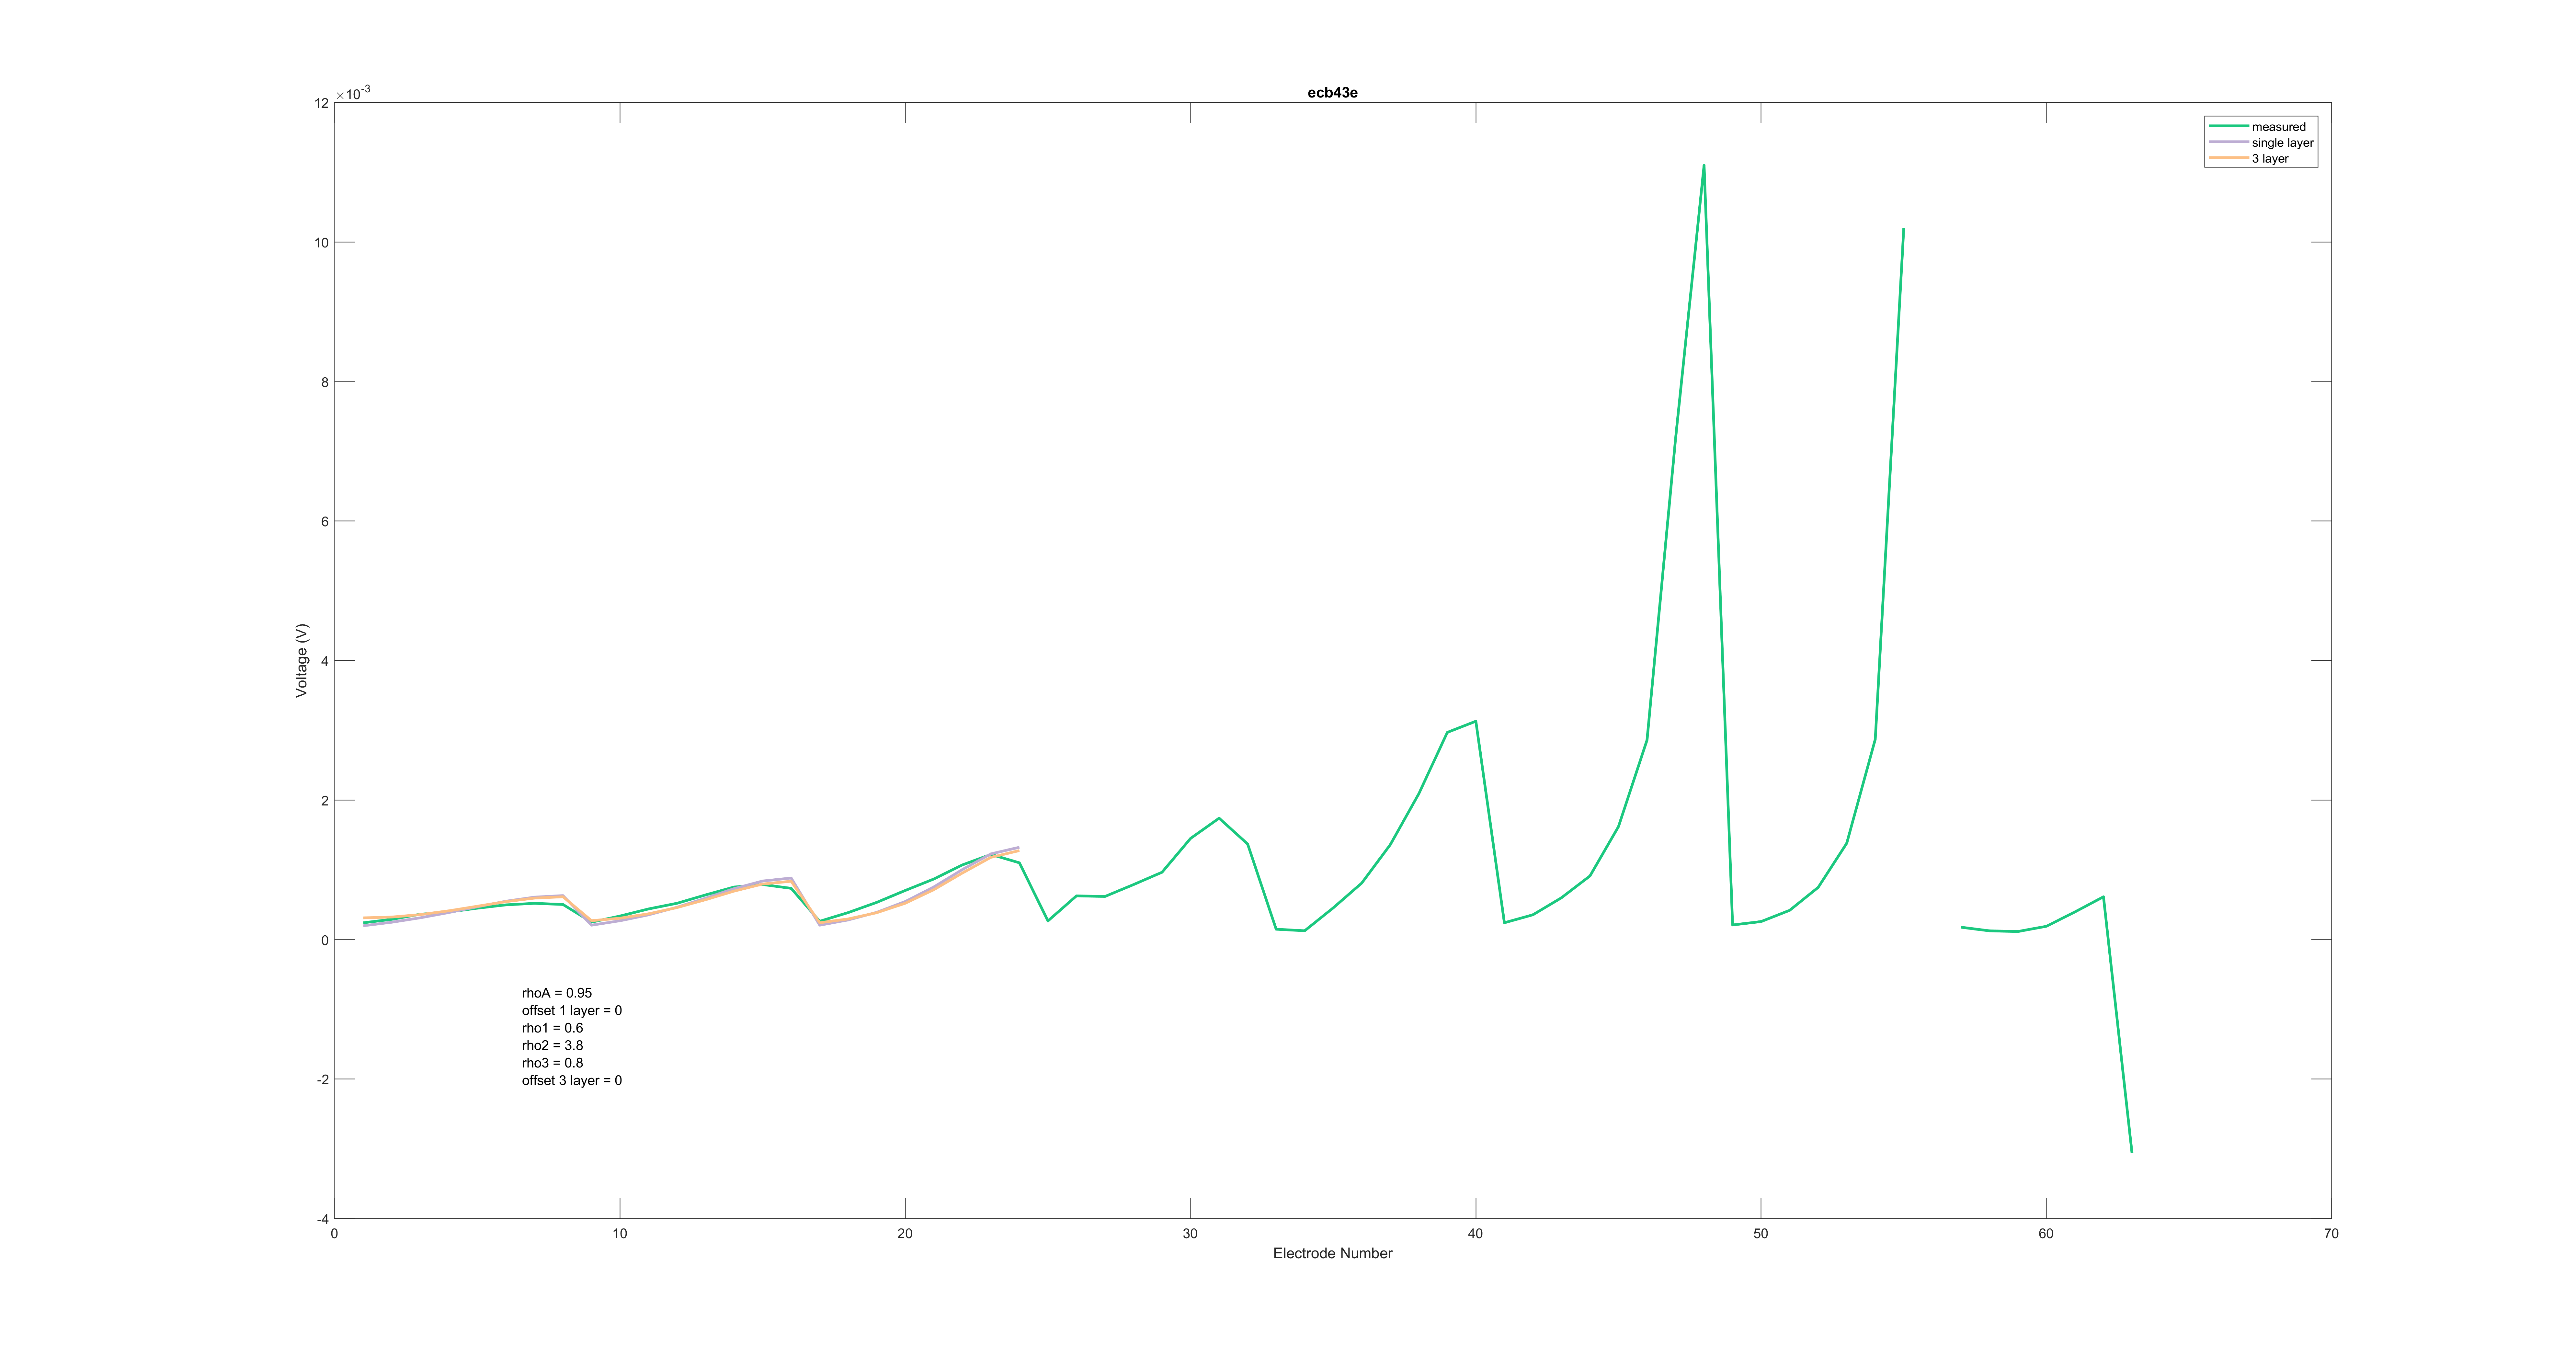 ecb43e
×10-3
12
10
8
6
4
2
0
-2
-4
Voltage (V)
measured
single layer
3 layer
rhoA = 0.95
offset 1 layer = 0
rho1 = 0.6
rho2 = 3.8
rho3 = 0.8
offset 3 layer = 0
0 10 20 30 40 50 60 70
Electrode Number